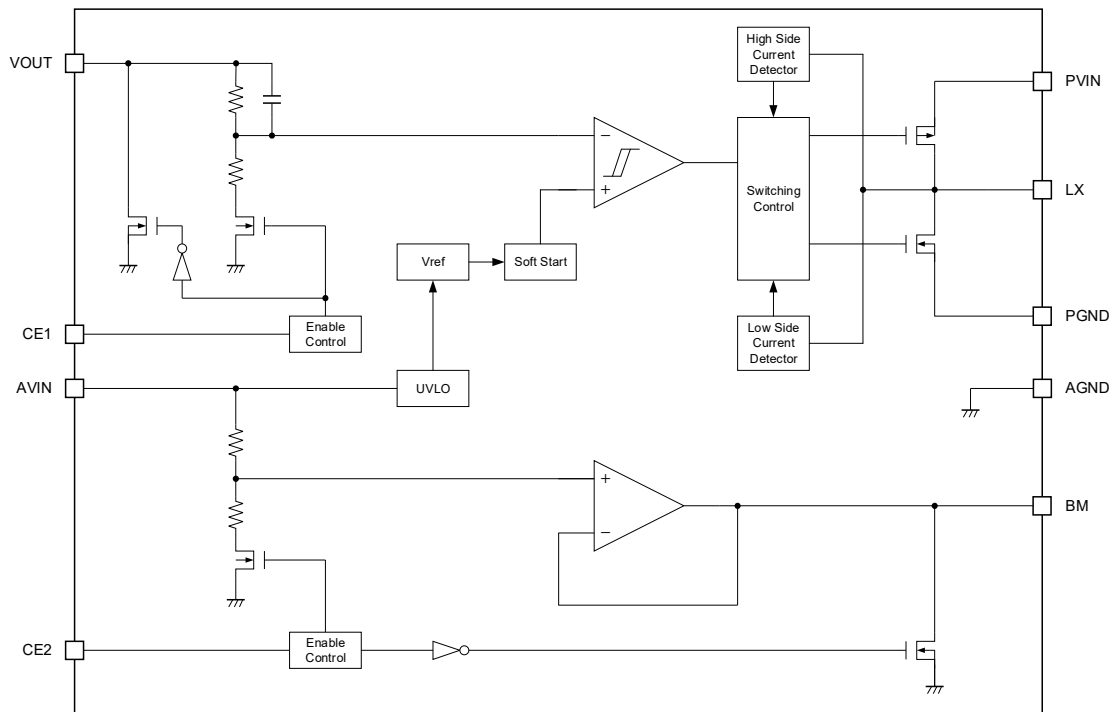 High Side
Current
Detector
VOUT
PVIN
−
+
Switching
Control
LX
Vref
Soft Start
CE1
Enable
Control
Low Side
Current
Detector
PGND
AVIN
UVLO
AGND
+
−
BM
CE2
Enable
Control